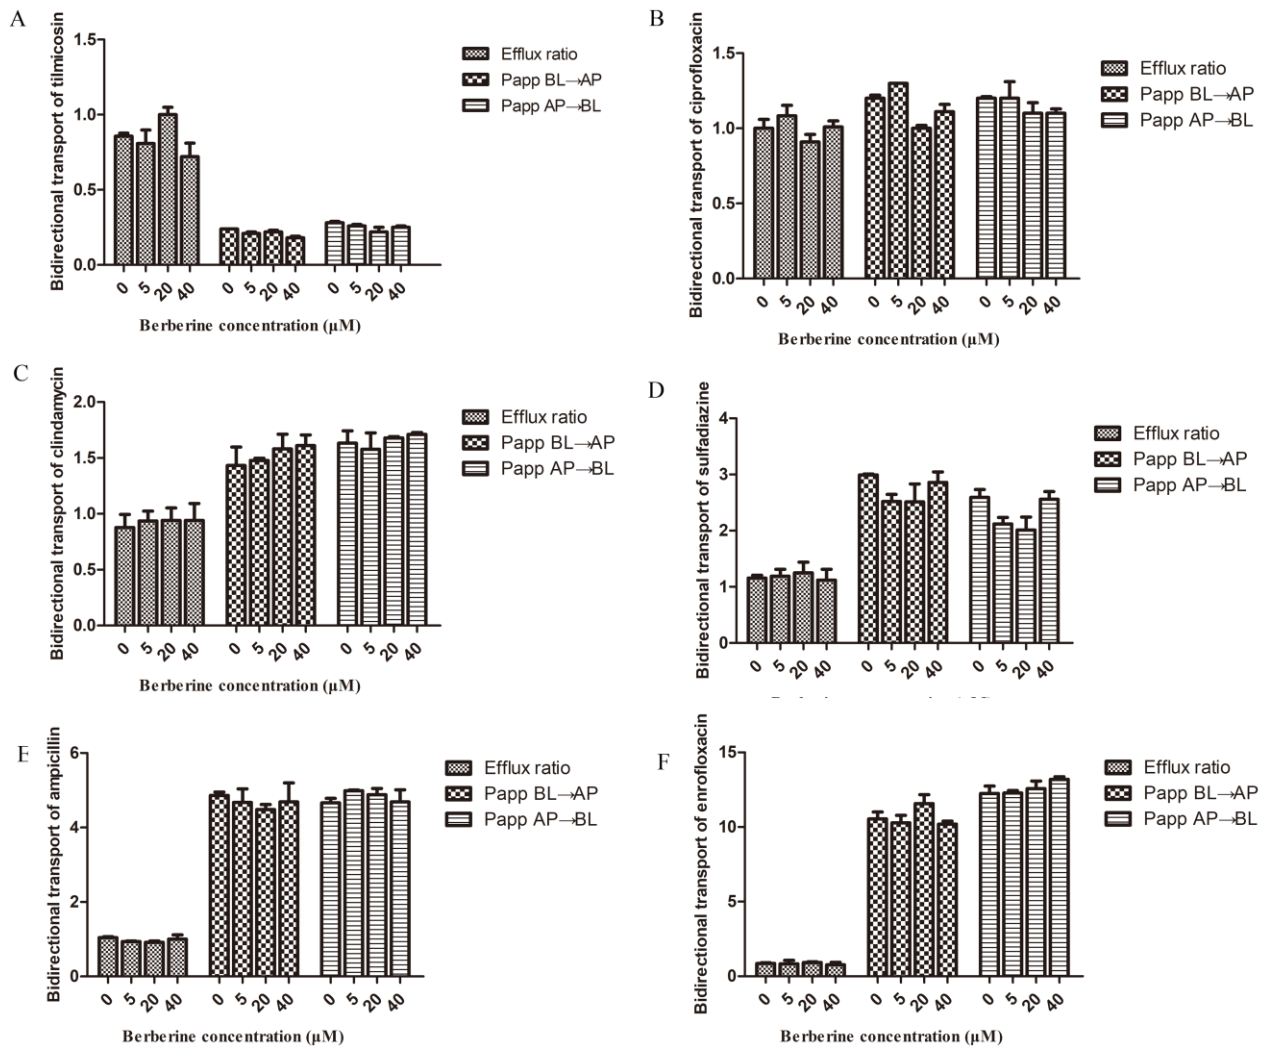 A
Bidirectional transport of tilmicosin
1.5
1.0
0.5
0.0
0 5 20 40 0 5 20 40 0 5 20 40
Berberine concentration (µM)
Efflux ratio
Papp BL→AP
Papp AP→BL
B
Bidirectional transport of ciprofloxacin
1.5
1.0
0.5
0.0
0 5 20 40 0 5 20 40 0 5 20 40
Berberine concentration (µM)
Efflux ratio
Papp BL→AP
Papp AP→BL
C
Bidirectional transport of clindamycin
2.0
1.5
1.0
0.5
0.0
0 5 20 40 0 5 20 40 0 5 20 40
Berberine concentration (µM)
Efflux ratio
Papp BL→AP
Papp AP→BL
D
Bidirectional transport of sulfadiazine
4
3
2
1
0
0 5 20 40 0 5 20 40 0 5 20 40
Efflux ratio
Papp BL→AP
Papp AP→BL
E
Bidirectional transport of ampicillin
6
4
2
0
0 5 20 40 0 5 20 40 0 5 20 40
Berberine concentration (µM)
Efflux ratio
Papp BL→AP
Papp AP→BL
F
Bidirectional transport of enrofloxacin
15
10
5
0
0 5 20 40 0 5 20 40 0 5 20 40
Berberine concentration (µM)
Efflux ratio
Papp BL→AP
Papp AP→BL